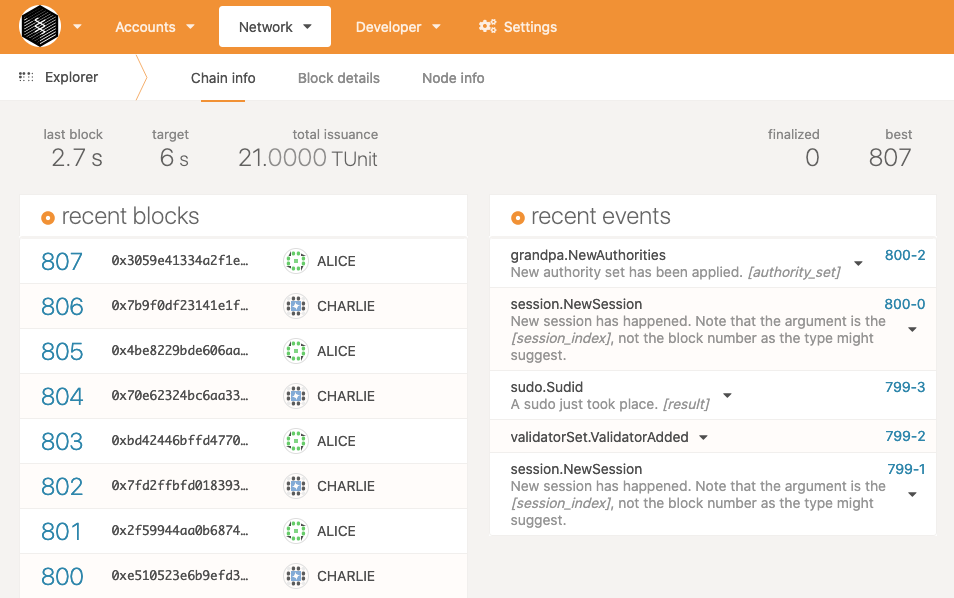 Accounts Network Developer Settings
Explorer Chain info Block details Node info
last block target total issuance finalized best
2.7 s 6 s 21.0000 TUnit 0 807
recent blocks
807 0x3059e41334a2f1e… ALICE
806 0x7b9f0df23141e1f… CHARLIE
805 0x4be8229bde606aa… ALICE
804 0x70e62324bc6aa33… CHARLIE
803 0xbd42446bffd4770… ALICE
802 0x7fd2ffbfd018393… CHARLIE
801 0x2f59944aa0b6874… ALICE
800 0xe510523e6b9efd3… CHARLIE
recent events
grandpa.NewAuthorities 800-2
New authority set has been applied. [authority_set]
session.NewSession 800-0
New session has happened. Note that the argument is the
[session_index], not the block number as the type might
suggest.
sudo.Sudid 799-3
A sudo just took place. [result]
validatorSet.ValidatorAdded 799-2
session.NewSession 799-1
New session has happened. Note that the argument is the
[session_index], not the block number as the type might
suggest.